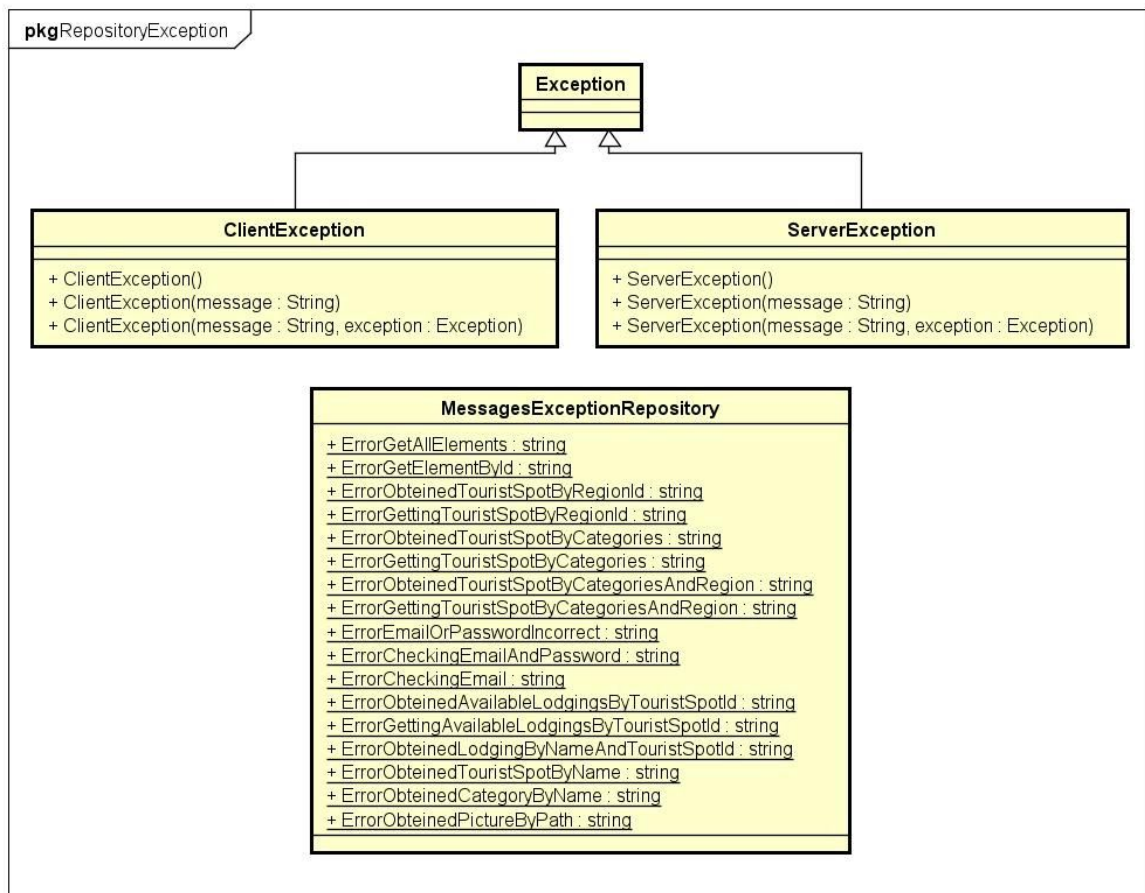 pkg RepositoryException
Exception
ClientException
+ ClientException()
+ ClientException(message : String)
+ ClientException(message : String, exception : Exception)
ServerException
+ ServerException()
+ ServerException(message : String)
+ ServerException(message : String, exception : Exception)
MessagesExceptionRepository
+ ErrorGetAllElements : string
+ ErrorGetElementById : string
+ ErrorObteinedTouristSpotByRegionId : string
+ ErrorGettingTouristSpotByRegionId : string
+ ErrorObteinedTouristSpotByCategories : string
+ ErrorGettingTouristSpotByCategories : string
+ ErrorObteinedTouristSpotByCategoriesAndRegion : string
+ ErrorGettingTouristSpotByCategoriesAndRegion : string
+ ErrorEmailOrPasswordIncorrect : string
+ ErrorCheckingEmailAndPassword : string
+ ErrorCheckingEmail : string
+ ErrorObteinedAvailableLodgingsByTouristSpotId : string
+ ErrorGettingAvailableLodgingsByTouristSpotId : string
+ ErrorObteinedLodgingByNameAndTouristSpotId : string
+ ErrorObteinedTouristSpotByName : string
+ ErrorObteinedCategoryByName : string
+ ErrorObteinedPictureByPath : string